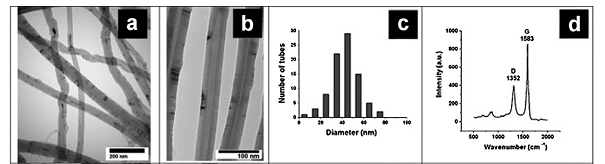 a
200 nm
b
100 nm
c
Number of tubes
30
25
20
15
10
5
0
0 20 40 60 80 100
Diameter (nm)
d
Intensity (a.u.)
1000
800
600
400
200
0
G
1583
D
1352
500 1000 1500 2000
Wavenumber (cm⁻¹)